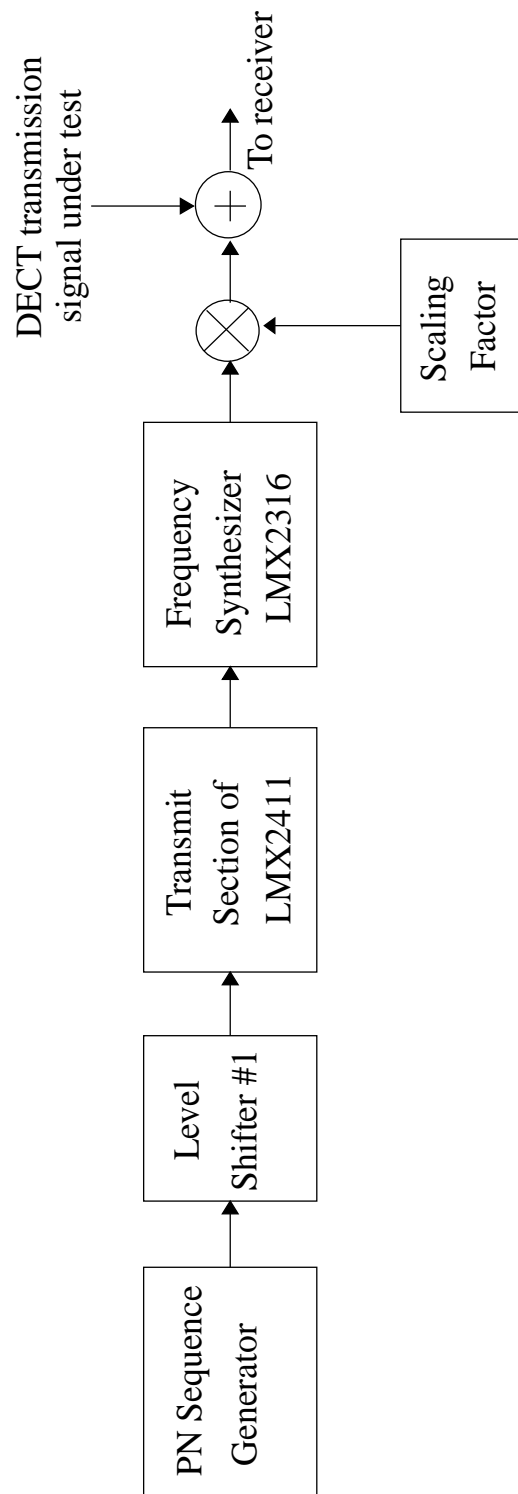 PN Sequence
Generator
Level
Shifter #1
Transmit
Section of
LMX2411
Frequency
Synthesizer
LMX2316
Scaling
Factor
DECT transmission
signal under test
To receiver